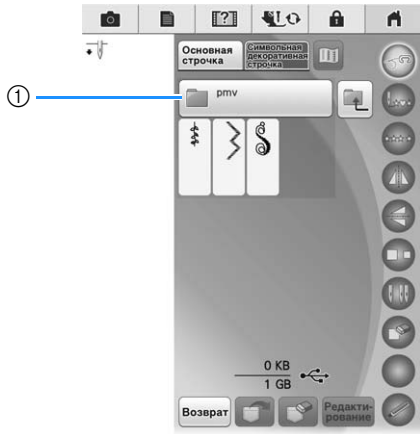 [?]
Основная
строчка
Символьная
декоративная
строчка
①
pmv
0 KB
1 GB
Возврат
Редакти-
рование